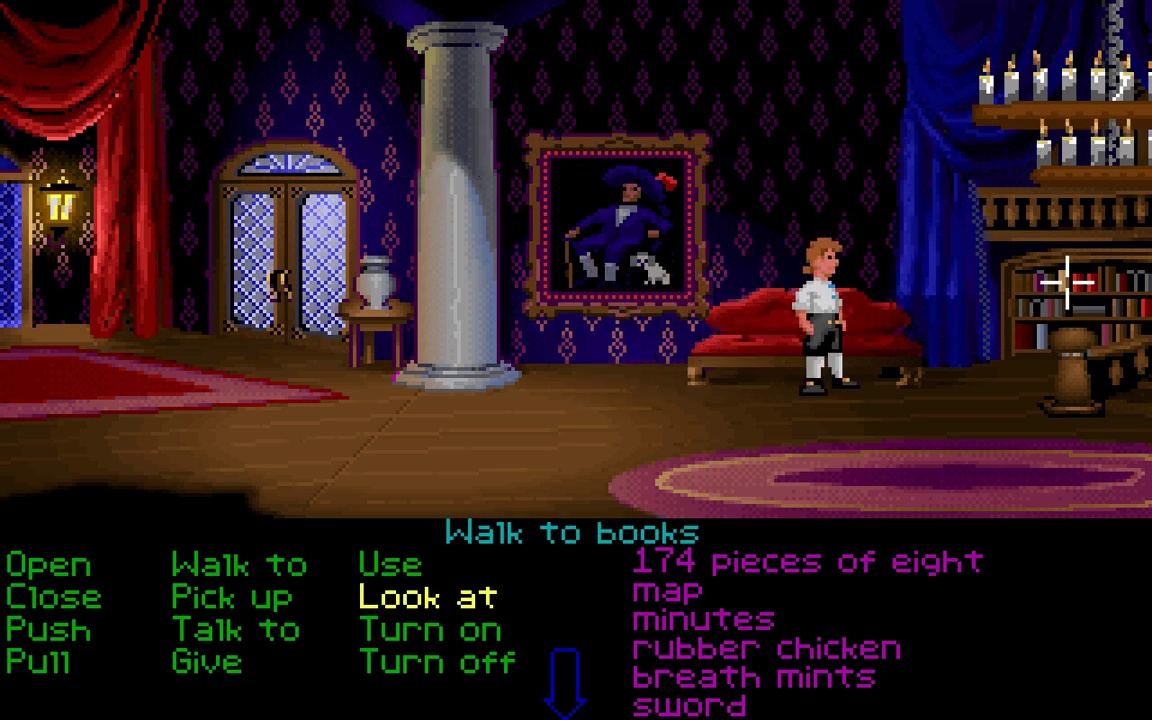 Walk to books
Open Walk to Use
Close Pick up Look at
Push Talk to Turn on
Pull Give Turn off
174 pieces of eight
map
minutes
rubber chicken
breath mints
sword